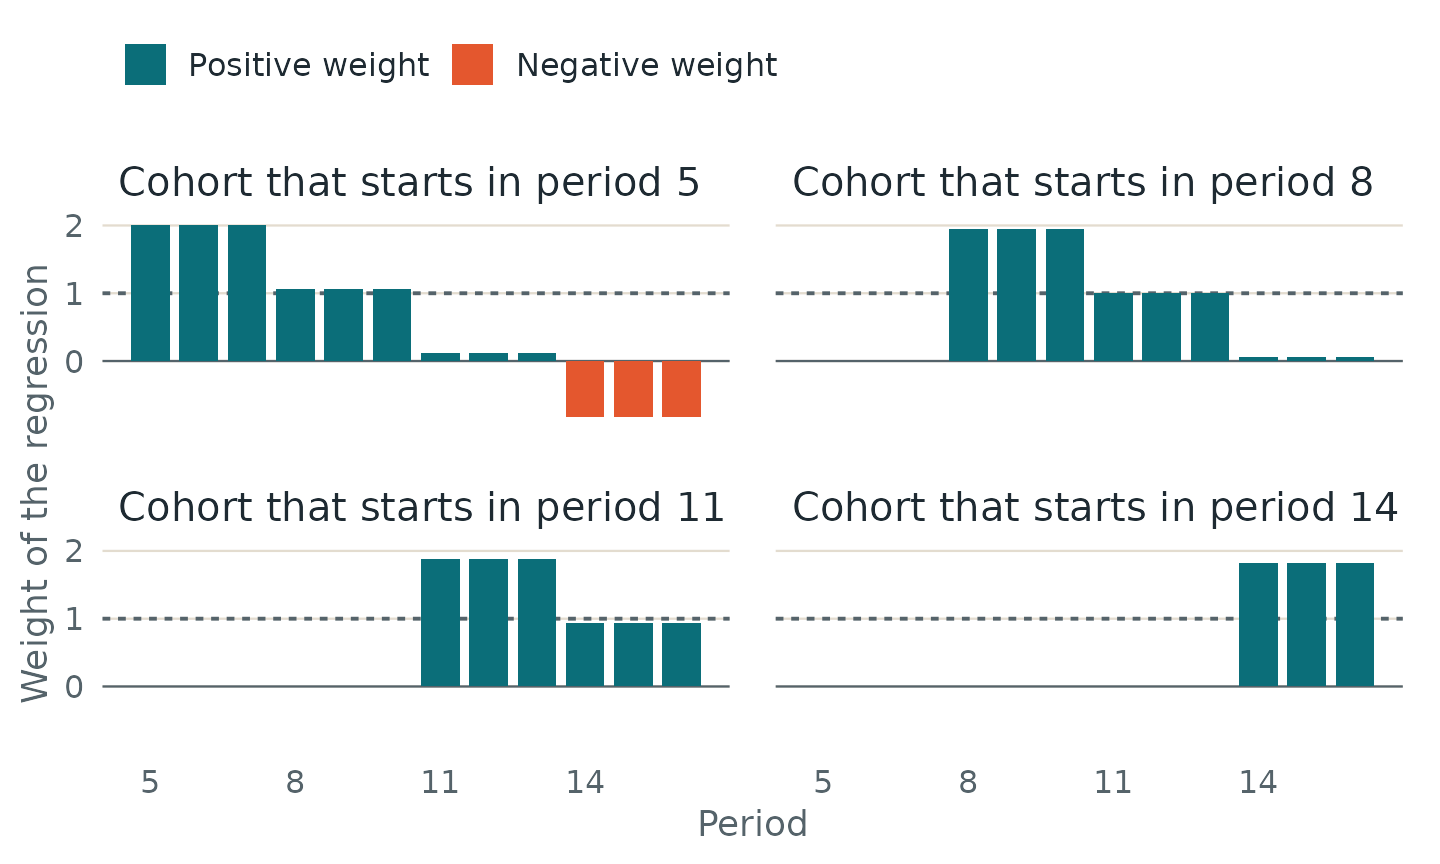 Positive weight Negative weight
Cohort that starts in period 5
Cohort that starts in period 8
2
1
0
Cohort that starts in period 11
Cohort that starts in period 14
2
1
0
Weight of the regression
5 8 11 14
5 8 11 14
Period